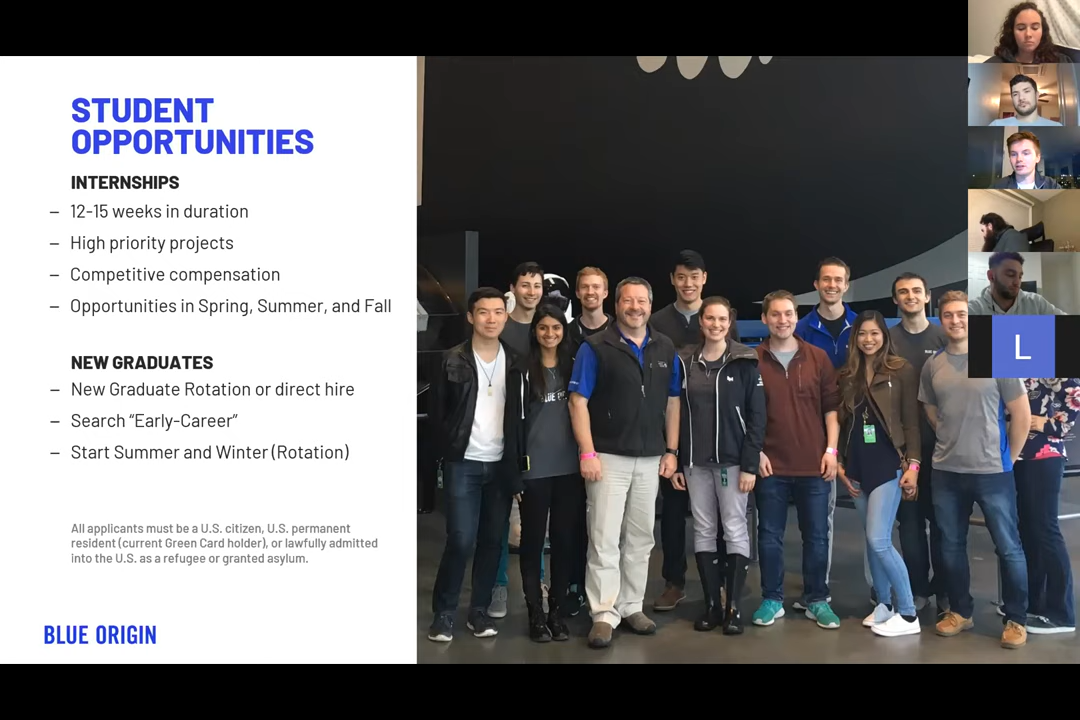 STUDENT
OPPORTUNITIES
INTERNSHIPS
– 12-15 weeks in duration
– High priority projects
– Competitive compensation
– Opportunities in Spring, Summer, and Fall
NEW GRADUATES
– New Graduate Rotation or direct hire
– Search “Early-Career”
– Start Summer and Winter (Rotation)
All applicants must be a U.S. citizen, U.S. permanent
resident (current Green Card holder), or lawfully admitted
into the U.S. as a refugee or granted asylum.
BLUE ORIGIN
L